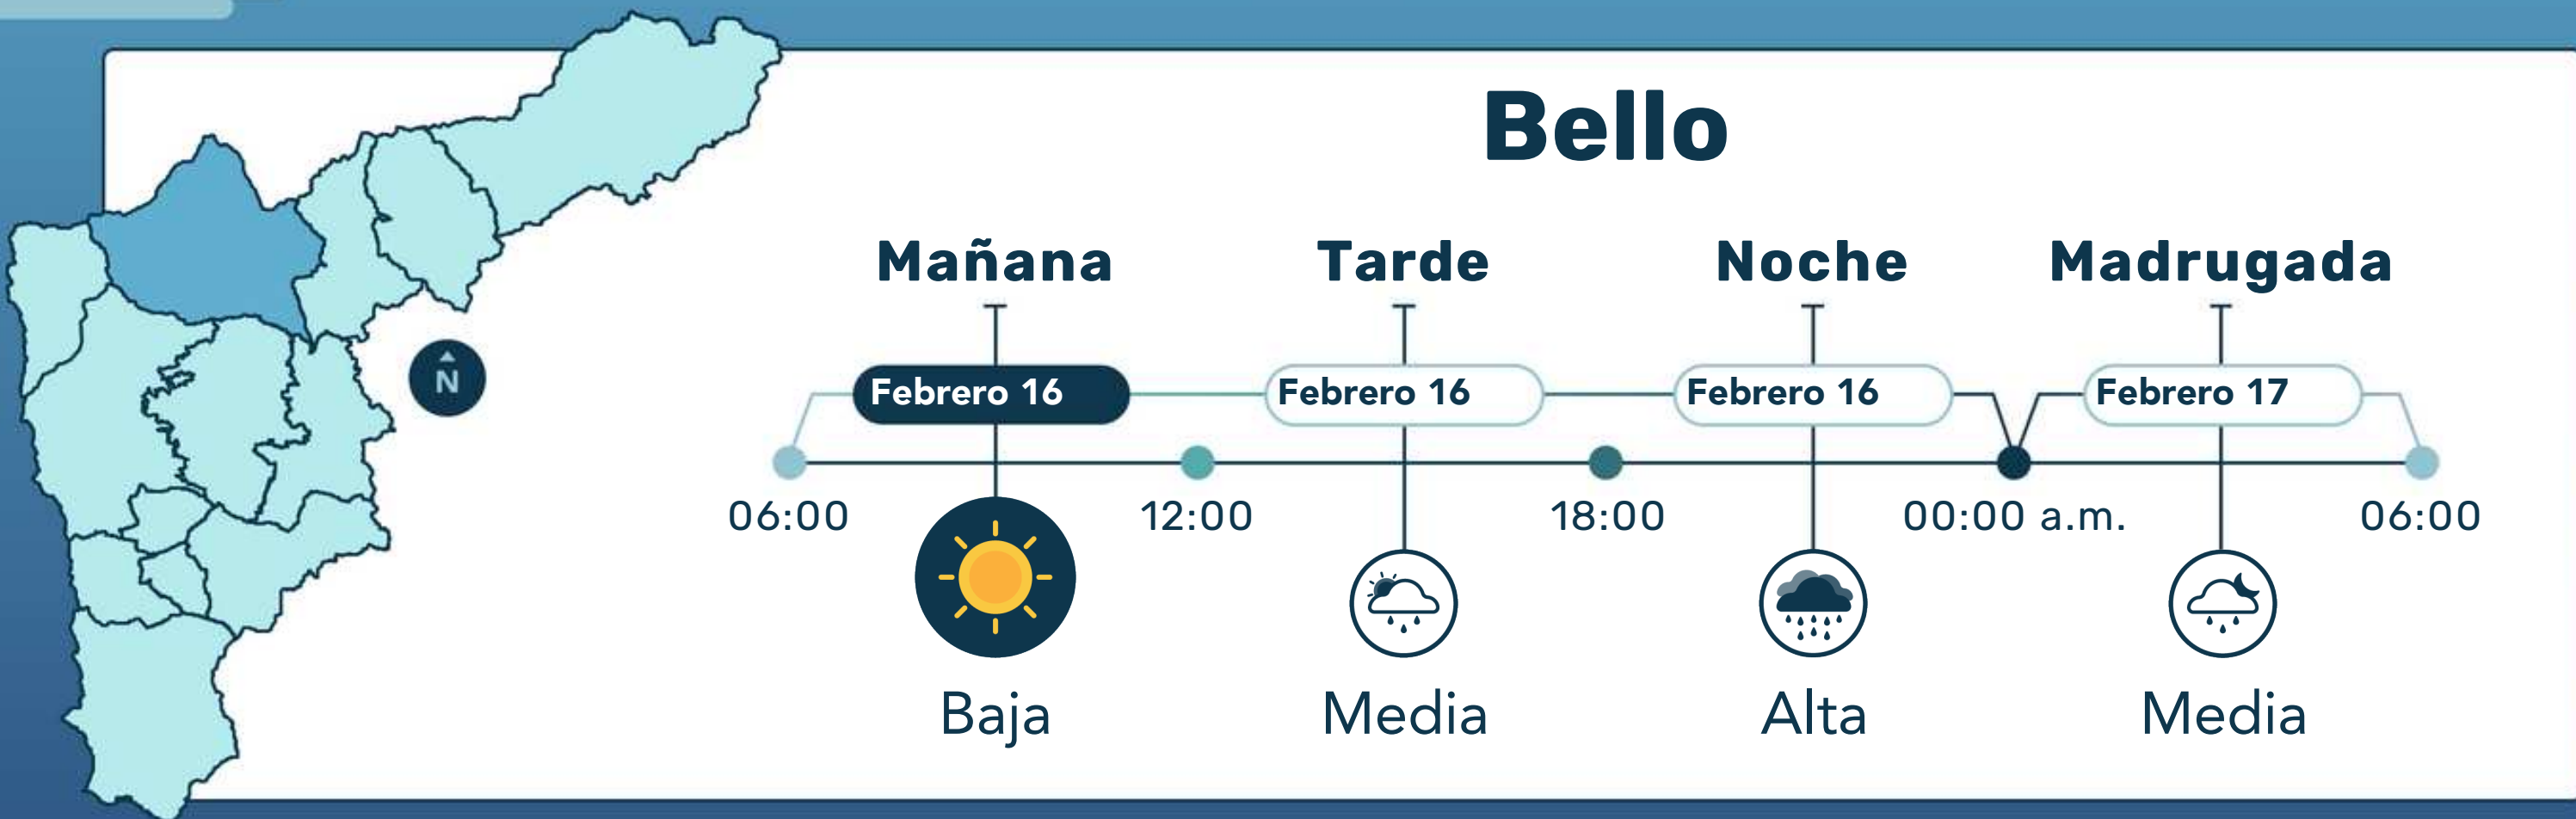 Bello
Mañana Tarde Noche Madrugada
Febrero 16 Febrero 16 Febrero 16 Febrero 17
06:00 12:00 18:00 00:00 a.m. 06:00
Baja Media Alta Media
N